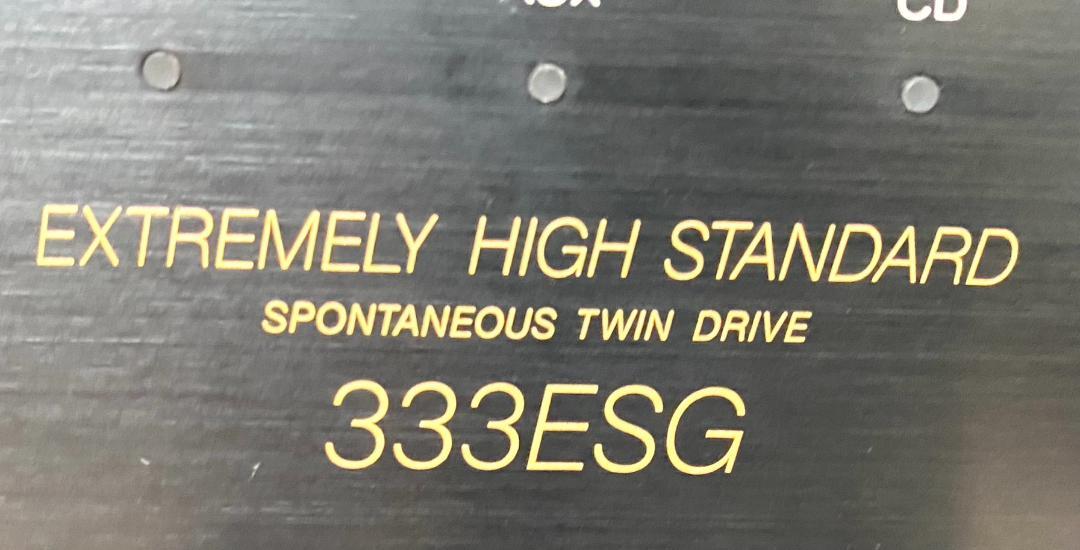 CD
EXTREMELY HIGH STANDARD
SPONTANEOUS TWIN DRIVE
333ESG